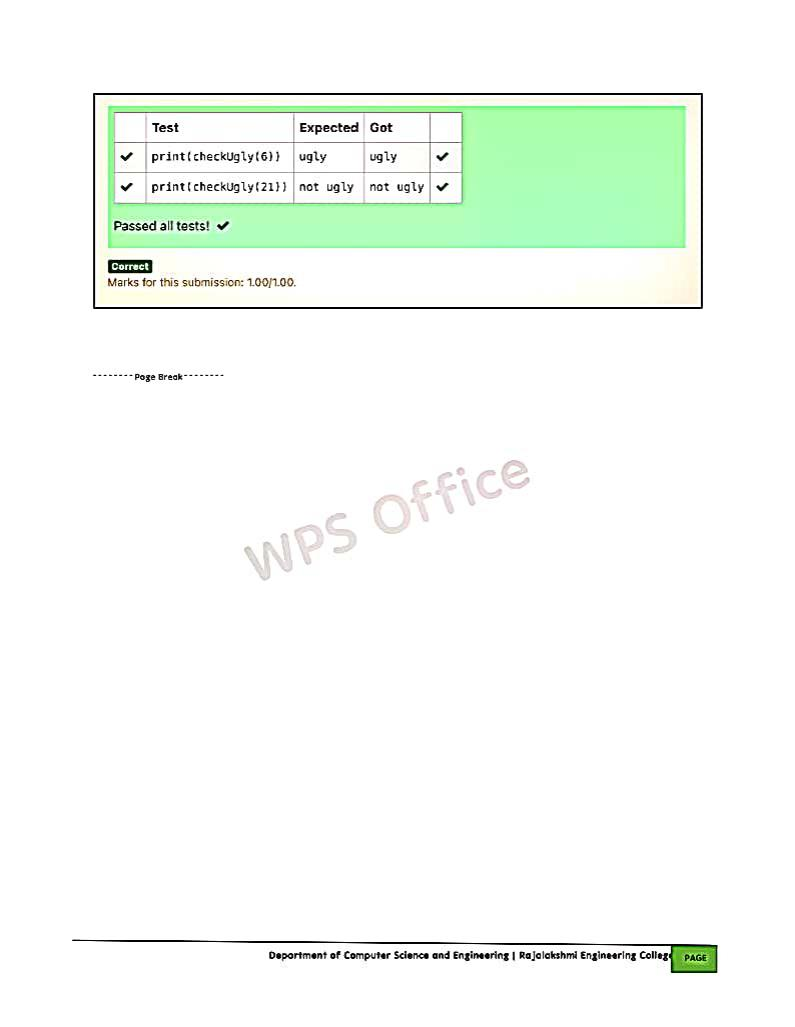 Test Expected Got
✔ print(checkUgly(6)) ugly ugly ✔
✔ print(checkUgly(21)) not ugly not ugly ✔
Passed all tests! ✔
Correct
Marks for this submission: 1.00/1.00.
--------Page Break--------
WPS Office
Department of Computer Science and Engineering | Rajalakshmi Engineering College
PAGE